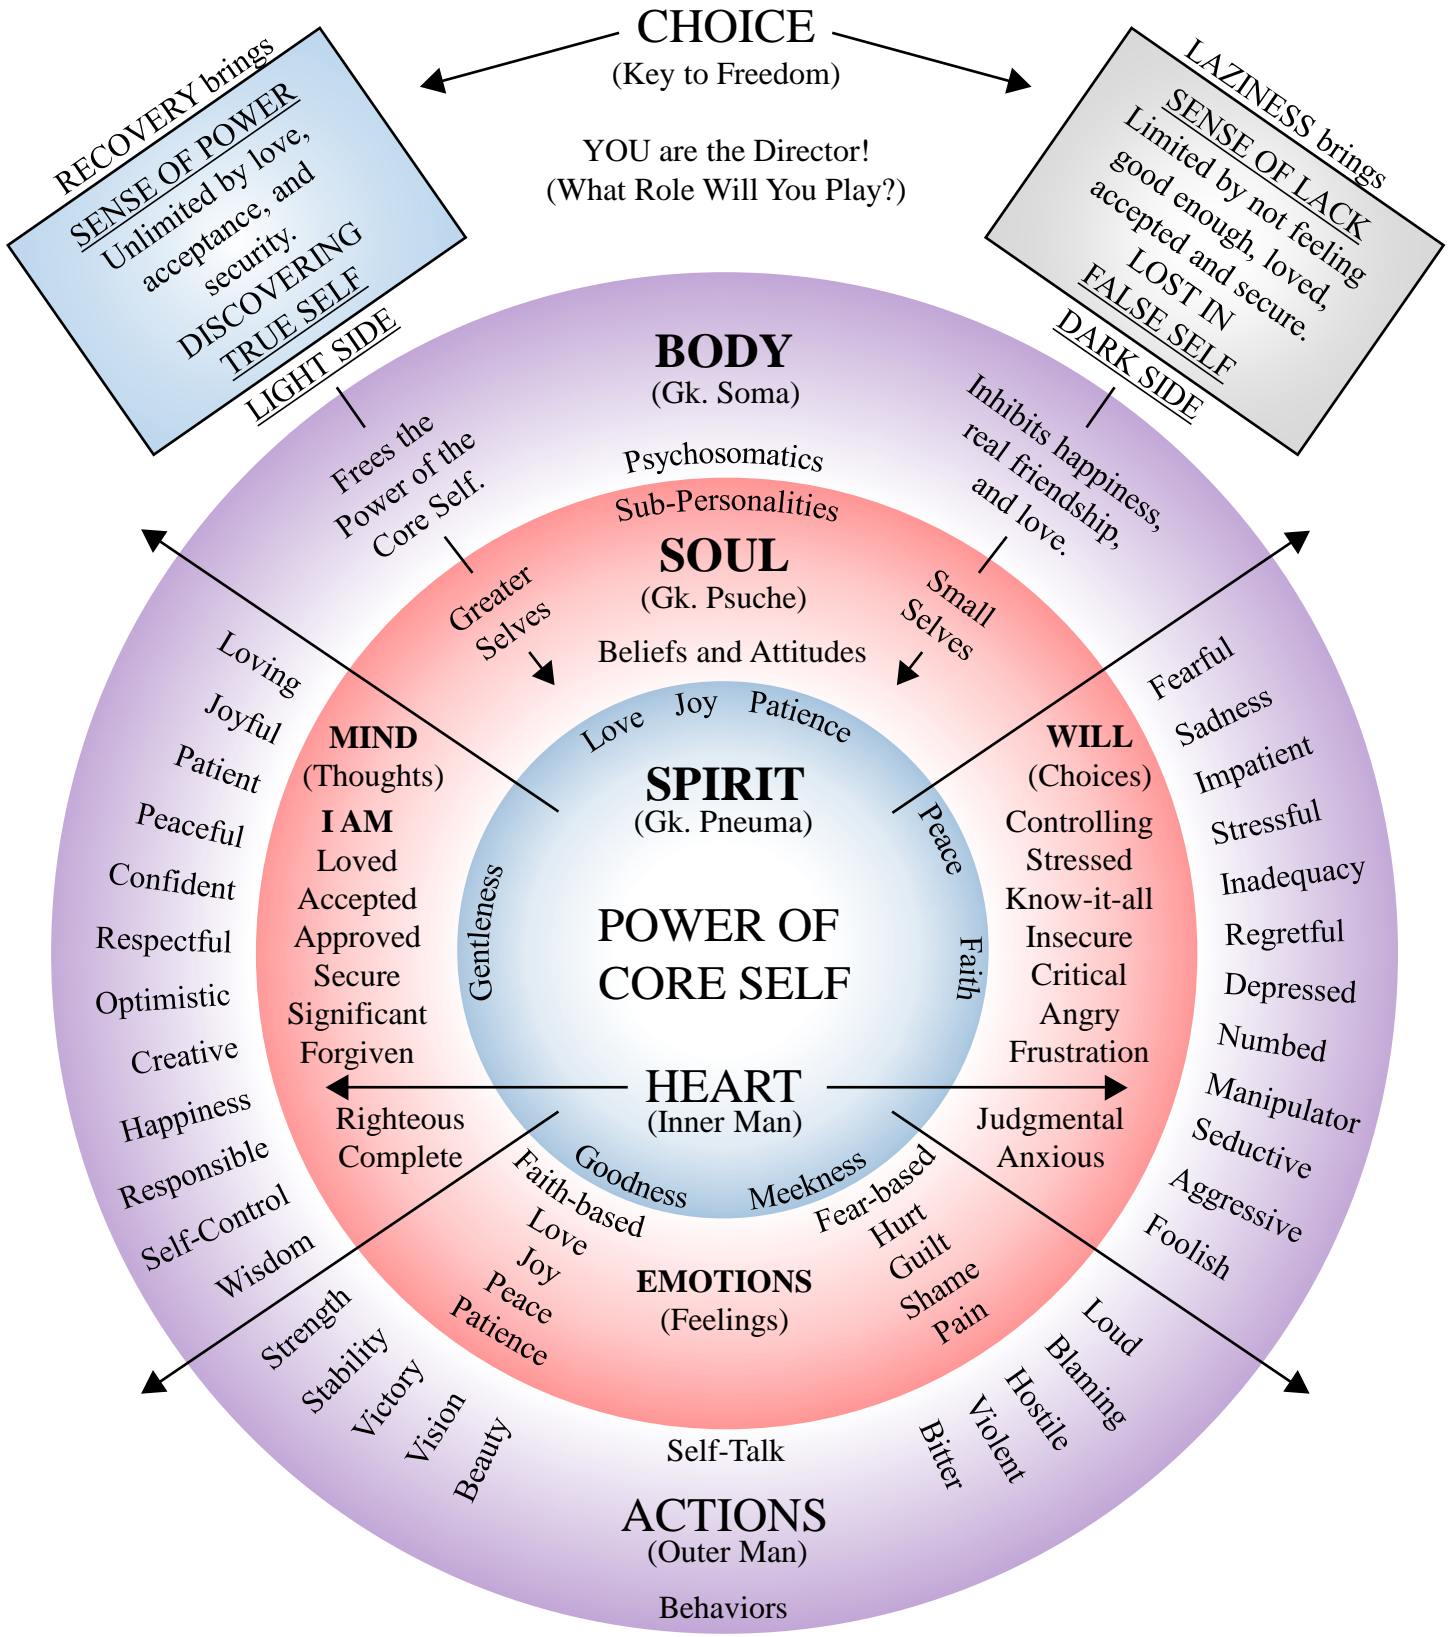 CHOICE
(Key to Freedom)
YOU are the Director!
(What Role Will You Play?)
RECOVERY brings
SENSE OF POWER
Unlimited by love,
acceptance, and
security.
DISCOVERING
TRUE SELF
LIGHT SIDE
LAZINESS brings
SENSE OF LACK
Limited by not feeling
good enough, loved,
accepted and secure.
LOST IN
FALSE SELF
DARK SIDE
BODY
(Gk. Soma)
Psychosomatics
Frees the
Power of the
Core Self.
Inhibits happiness,
real friendship,
and love.
Sub-Personalities
SOUL
(Gk. Psuche)
Beliefs and Attitudes
Greater
Selves
Small
Selves
Loving
Joyful
Patient
Peaceful
Confident
Respectful
Optimistic
Creative
Happiness
Responsible
Self-Control
Wisdom
Strength
Stability
Victory
Vision
Beauty
MIND
(Thoughts)
I AM
Loved
Accepted
Approved
Secure
Significant
Forgiven
Righteous
Complete
Love
Joy
Patience
Peace
Faith
Meekness
Goodness
Gentleness
SPIRIT
(Gk. Pneuma)
POWER OF
CORE SELF
HEART
(Inner Man)
WILL
(Choices)
Controlling
Stressed
Know-it-all
Insecure
Critical
Angry
Frustration
Judgmental
Anxious
Fearful
Sadness
Impatient
Stressful
Inadequacy
Regretful
Depressed
Numbed
Manipulator
Seductive
Aggressive
Foolish
Loud
Blaming
Hostile
Violent
Bitter
Faith-based
Love
Joy
Peace
Patience
EMOTIONS
(Feelings)
Fear-based
Hurt
Guilt
Shame
Pain
Self-Talk
ACTIONS
(Outer Man)
Behaviors